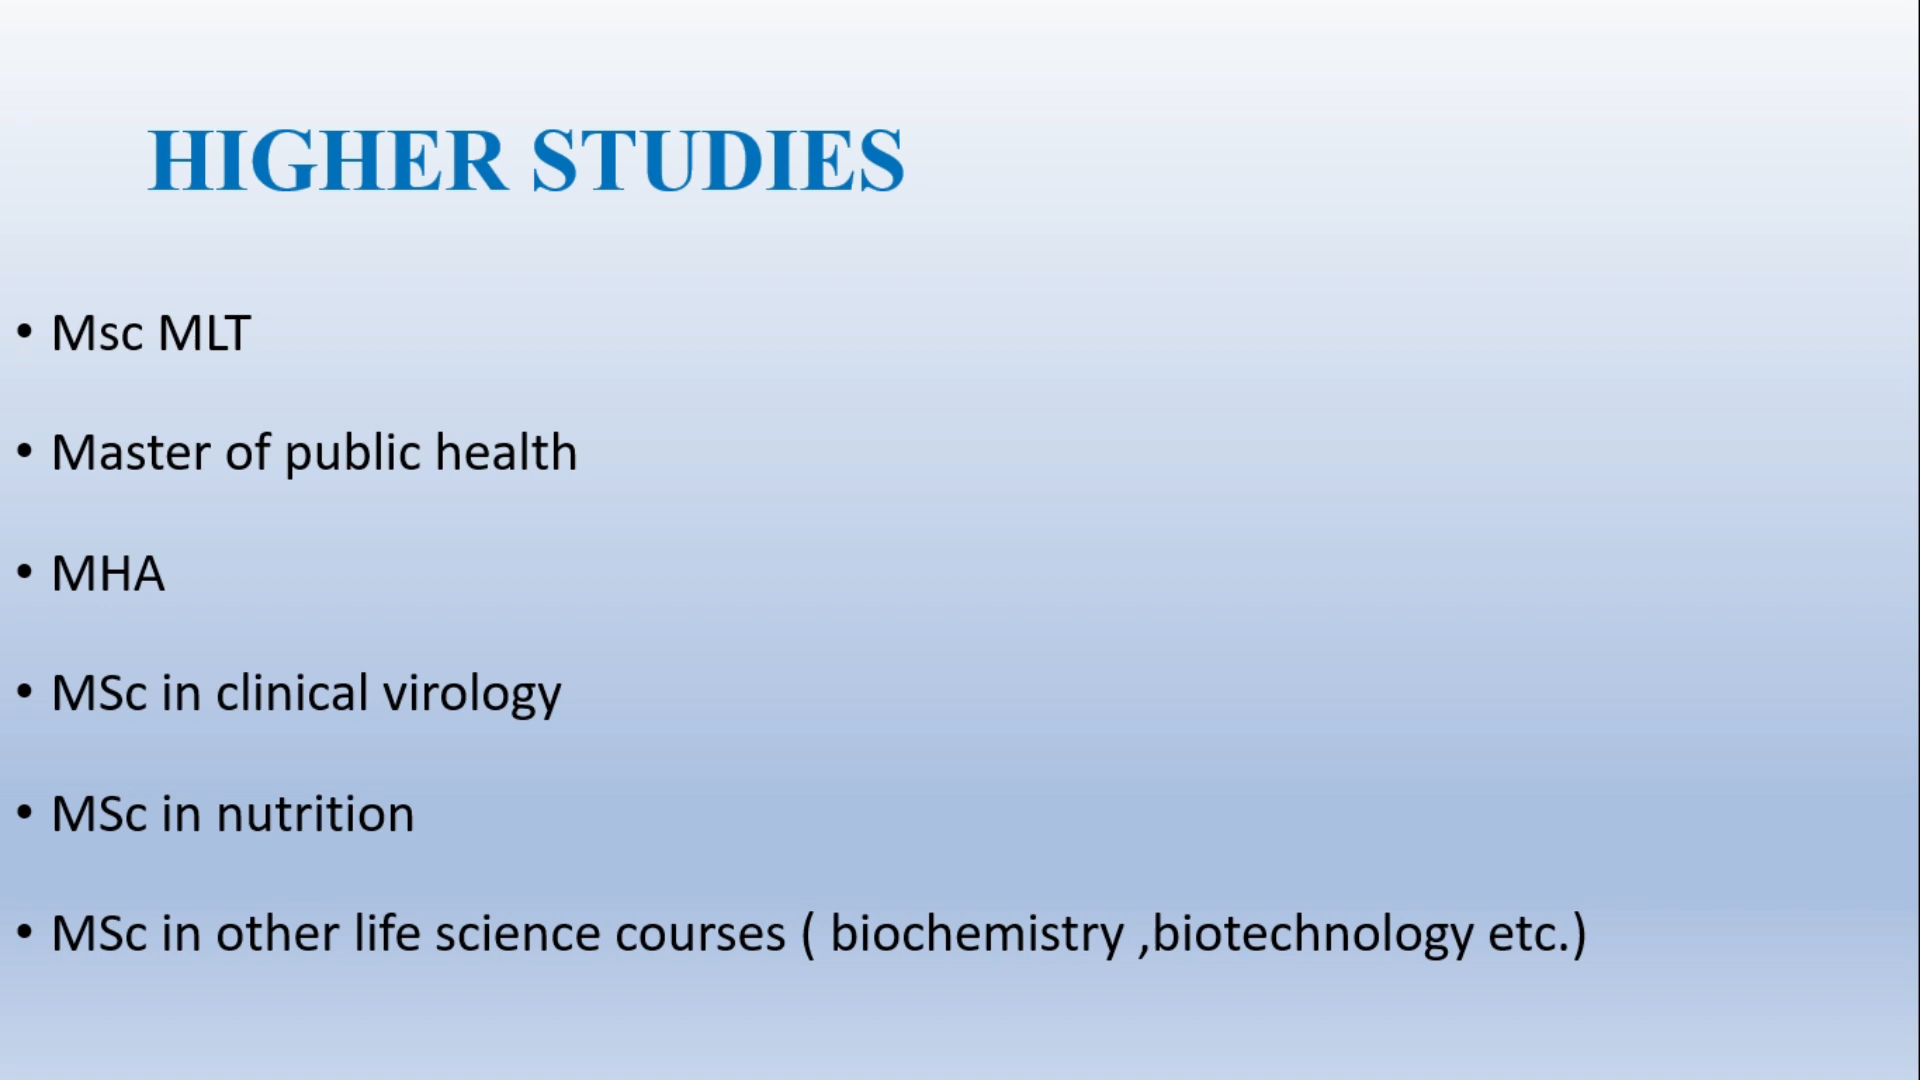 HIGHER STUDIES
• Msc MLT
• Master of public health
• MHA
• MSc in clinical virology
• MSc in nutrition
• MSc in other life science courses ( biochemistry ,biotechnology etc.)